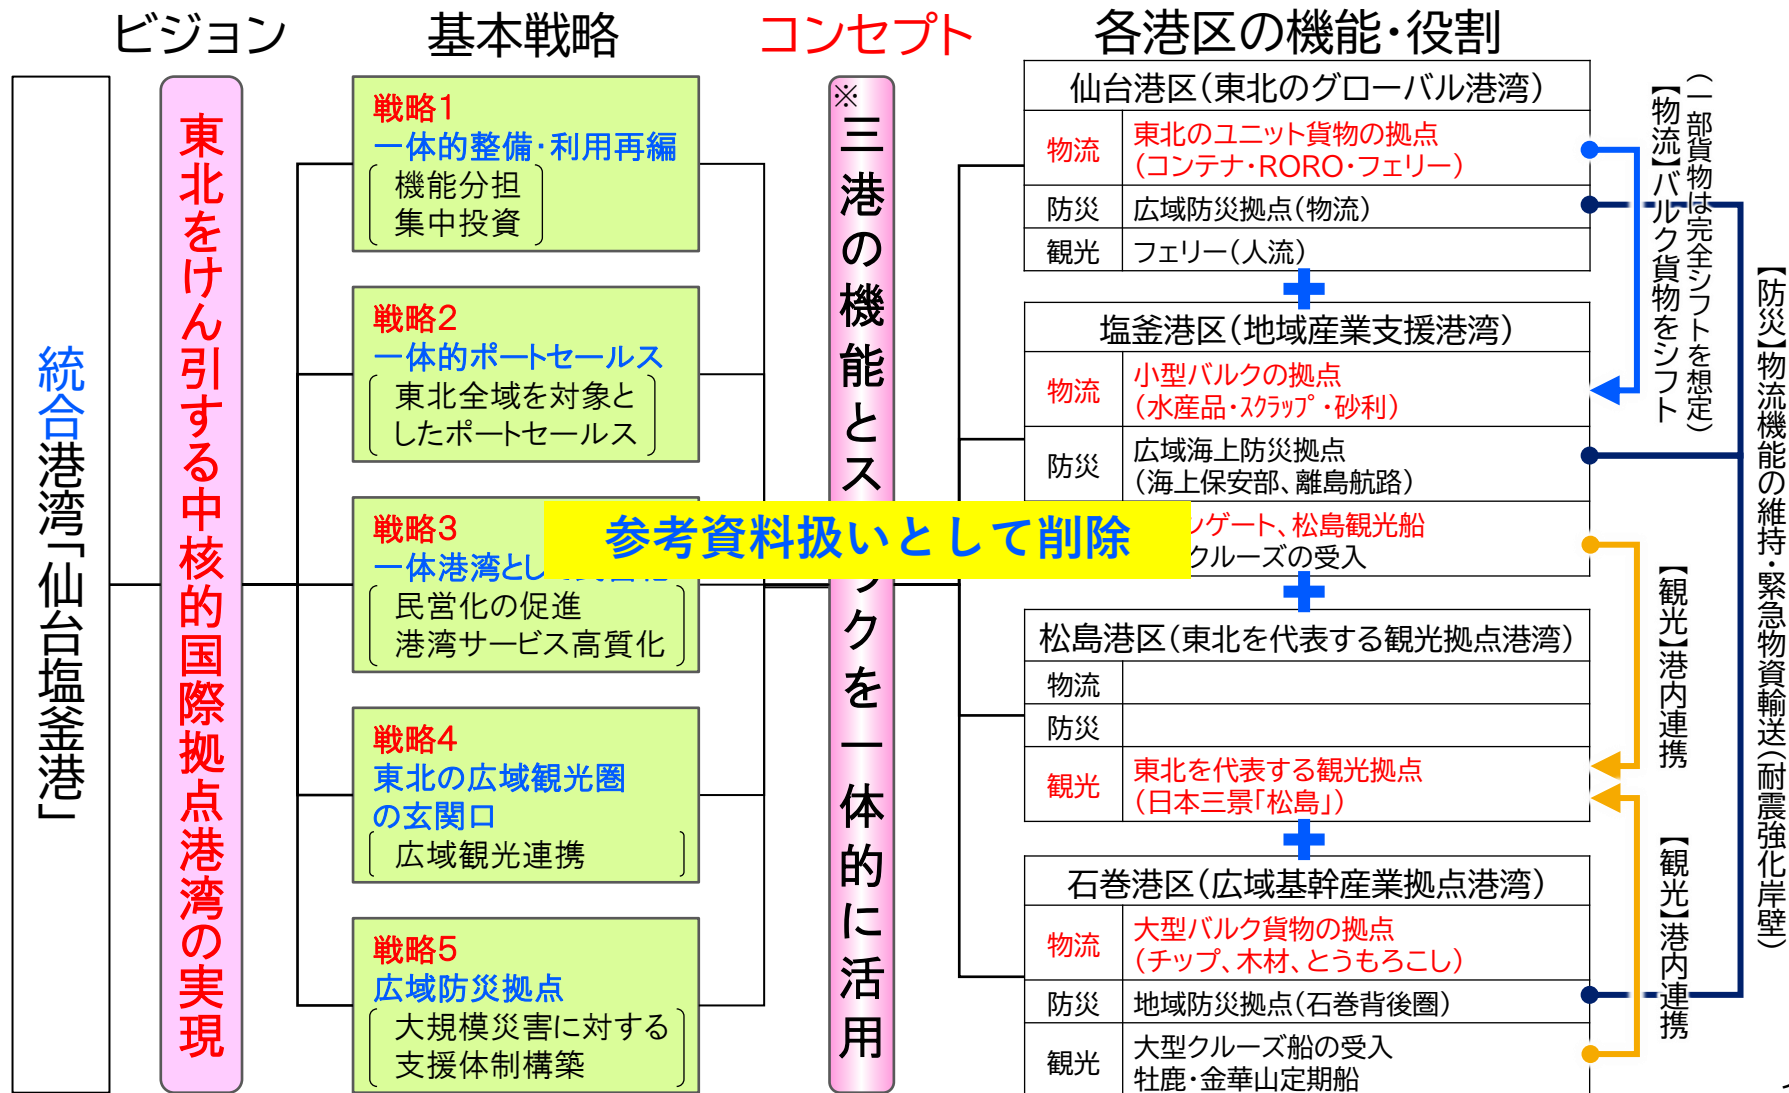 ビジョン
基本戦略
コンセプト
各港区の機能・役割
統合港湾「仙台塩釜港」
東北をけん引する中核的国際拠点港湾の実現
戦略1
一体的整備・利用再編
機能分担
集中投資
戦略2
一体的ポートセールス
東北全域を対象と
したポートセールス
戦略3
一体港湾とし
民営化の促進
港湾サービス高質化
戦略4
東北の広域観光圏
の玄関口
広域観光連携
戦略5
広域防災拠点
大規模災害に対する
支援体制構築
※
三港の機能とス
クを一体的に活用
参考資料扱いとして削除
仙台港区(東北のグローバル港湾)
物流
東北のユニット貨物の拠点
(コンテナ・RORO・フェリー)
防災
広域防災拠点(物流)
観光
フェリー(人流)
塩釜港区(地域産業支援港湾)
物流
小型バルクの拠点
(水産品・スクラップ・砂利)
防災
広域海上防災拠点
(海上保安部、離島航路)
ンゲート、松島観光船
クルーズの受入
松島港区(東北を代表する観光拠点港湾)
物流
防災
観光
東北を代表する観光拠点
(日本三景「松島」)
石巻港区(広域基幹産業拠点港湾)
物流
大型バルク貨物の拠点
(チップ、木材、とうもろこし)
防災
地域防災拠点(石巻背後圏)
観光
大型クルーズ船の受入
牡鹿・金華山定期船
【物流】バルク貨物をシフト
(一部貨物は完全シフトを想定)
【観光】港内連携
【観光】港内連携
【防災】物流機能の維持・緊急物資輸送(耐震強化岸壁)